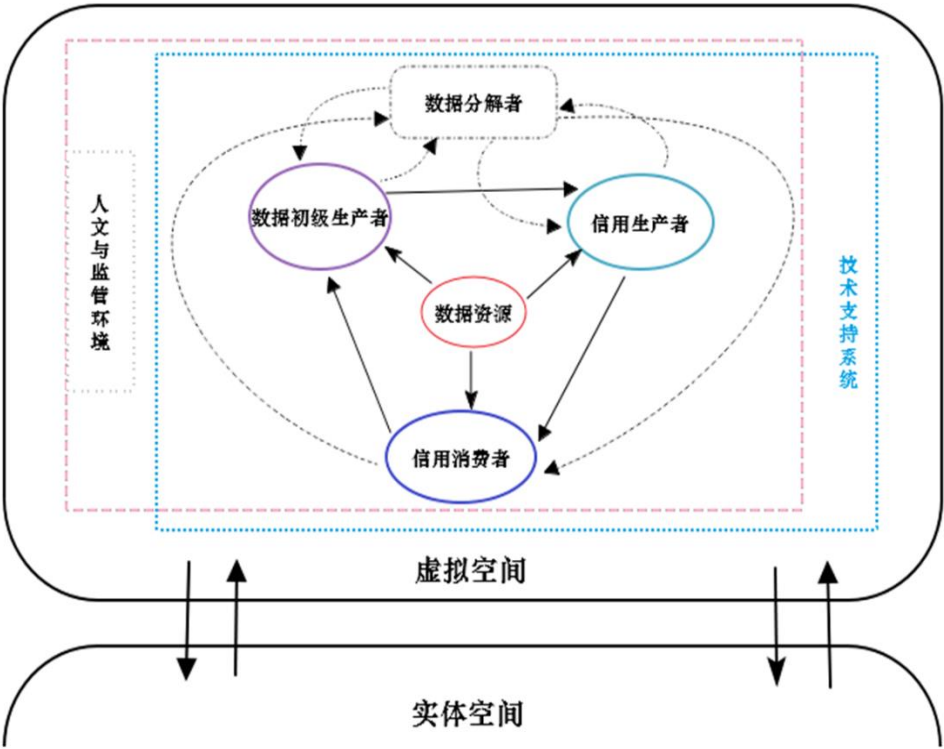 数据分解者
人文与监管环境
数据初级生产者
信用生产者
技术支持系统
数据资源
信用消费者
虚拟空间
实体空间